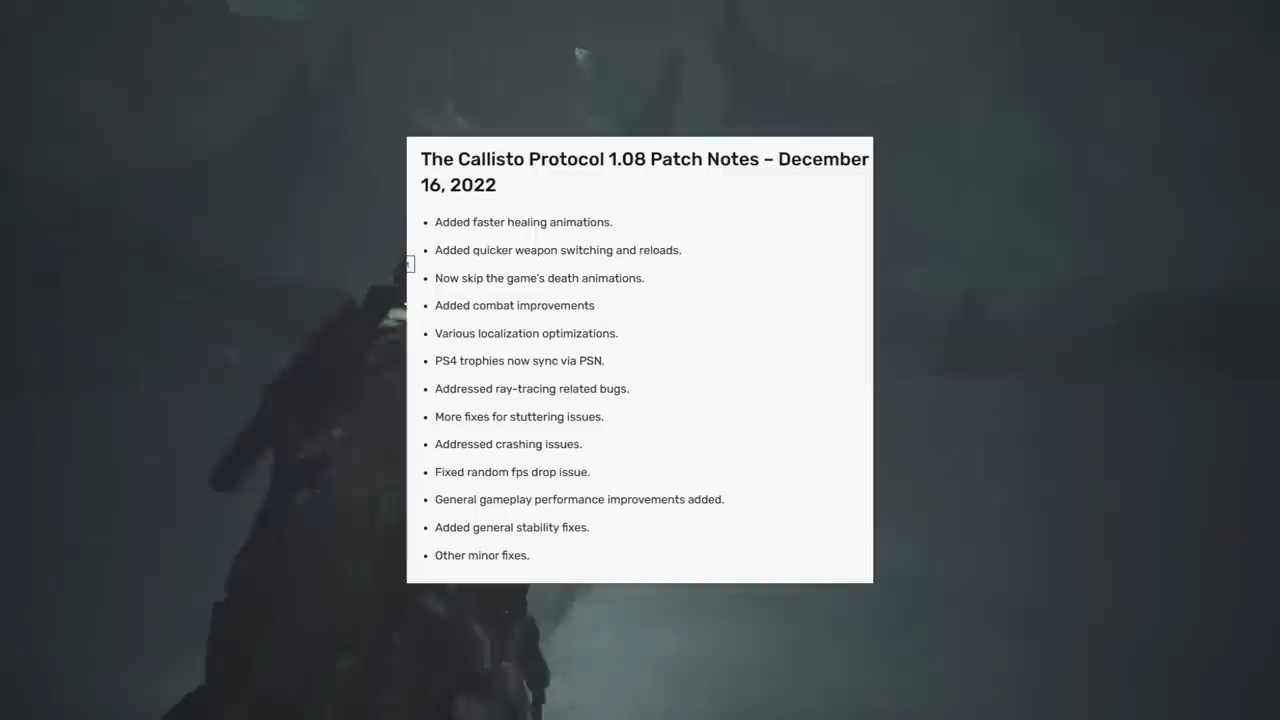 The Callisto Protocol 1.08 Patch Notes – December
16, 2022
• Added faster healing animations.
• Added quicker weapon switching and reloads.
• Now skip the game’s death animations.
• Added combat improvements
• Various localization optimizations.
• PS4 trophies now sync via PSN.
• Addressed ray-tracing related bugs.
• More fixes for stuttering issues.
• Addressed crashing issues.
• Fixed random fps drop issue.
• General gameplay performance improvements added.
• Added general stability fixes.
• Other minor fixes.